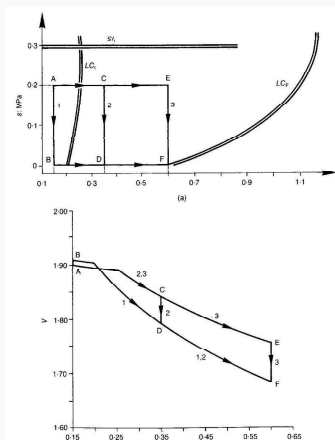 0·3
SI,
LC,
LCF
A
C
E
s: MPa
0·2
1
2
3
0·1
B
D
F
0
0·1
0·3
0·5
0·7
0·9
1·1
(a)
2·00
1·90
B
A
2,3
C
1
2
3
V
1·80
D
E
1,2
3
1·70
F
1·60
0·15
0·25
0·35
0·45
0·55
0·65